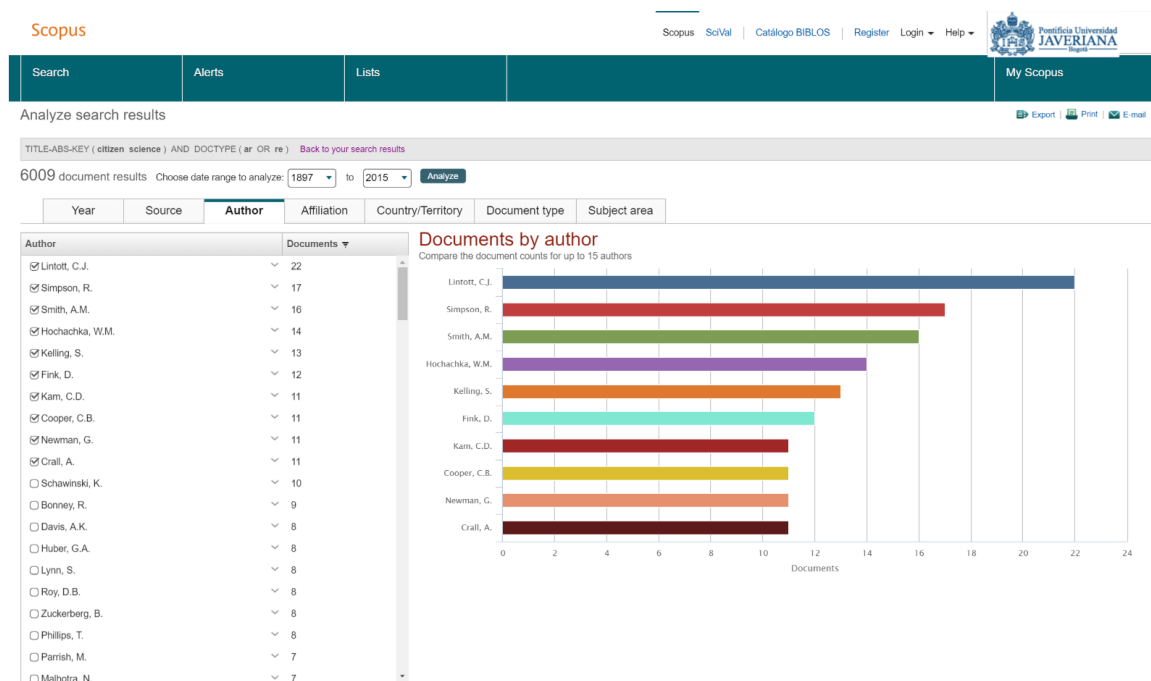 Scopus
Scopus SciVal Catálogo BIBLOS Register Login Help
Pontificia Universidad
JAVERIANA
Bogotá
Search Alerts Lists My Scopus
Analyze search results
Export Print E-mail
TITLE-ABS-KEY ( citizen science ) AND DOCTYPE ( ar OR re ) Back to your search results
6009 document results Choose date range to analyze: 1897 to 2015 Analyze
Year Source Author Affiliation Country/Territory Document type Subject area
Author Documents
Lintott, C.J. 22
Simpson, R. 17
Smith, A.M. 16
Hochachka, W.M. 14
Kelling, S. 13
Fink, D. 12
Kam, C.D. 11
Cooper, C.B. 11
Newman, G. 11
Crall, A. 11
Schawinski, K. 10
Bonney, R. 9
Davis, A.K. 8
Huber, G.A. 8
Lynn, S. 8
Roy, D.B. 8
Zuckerberg, B. 8
Phillips, T. 8
Parrish, M. 7
Malhotra, N. 7
Documents by author
Compare the document counts for up to 15 authors
Lintott, C.J.
Simpson, R.
Smith, A.M.
Hochachka, W.M.
Kelling, S.
Fink, D.
Kam, C.D.
Cooper, C.B.
Newman, G.
Crall, A.
0 2 4 6 8 10 12 14 16 18 20 22 24
Documents